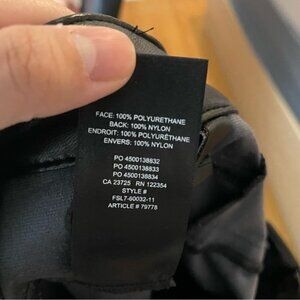 FACE: 100% POLYURETHANE
BACK: 100% NYLON
ENDROIT: 100% POLYURÉTHANE
ENVERS: 100% NYLON
PO 4500138832
PO 4500138833
PO 4500138834
CA 23725 RN 122354
STYLE #
FSL7-60032-11
ARTICLE # 79778